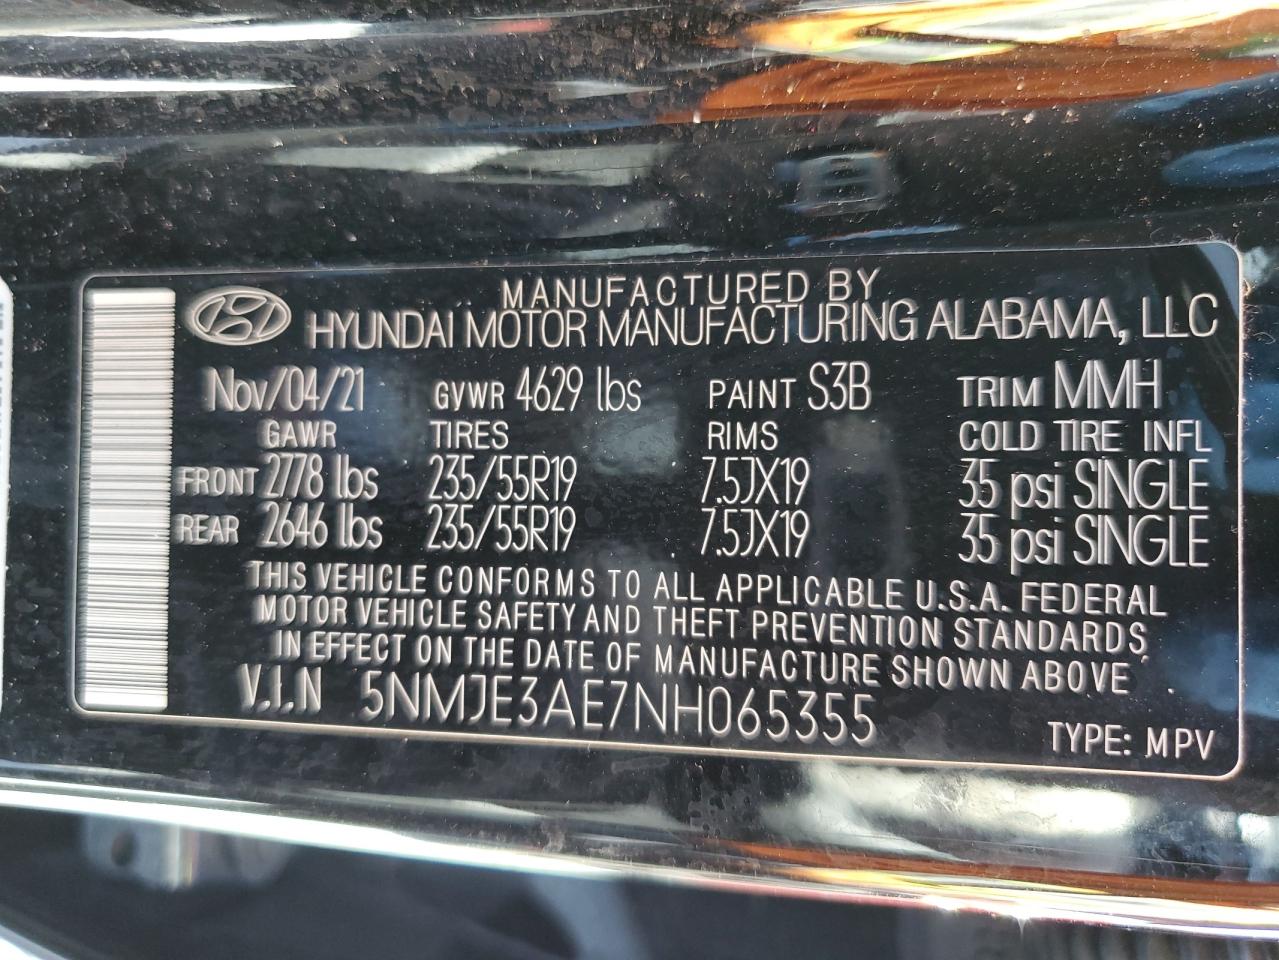 MANUFACTURED BY
HYUNDAI MOTOR MANUFACTURING ALABAMA, LLC
Nov/04/21 GVWR 4629 lbs PAINT S3B TRIM MMH
GAWR TIRES RIMS COLD TIRE INFL
FRONT 2778 lbs 235/55R19 7.5JX19 35 psi SINGLE
REAR 2646 lbs 235/55R19 7.5JX19 35 psi SINGLE
THIS VEHICLE CONFORMS TO ALL APPLICABLE U.S.A. FEDERAL
MOTOR VEHICLE SAFETY AND THEFT PREVENTION STANDARDS
IN EFFECT ON THE DATE OF MANUFACTURE SHOWN ABOVE .
V.I.N 5NMJE3AE7NH065355
TYPE: MPV